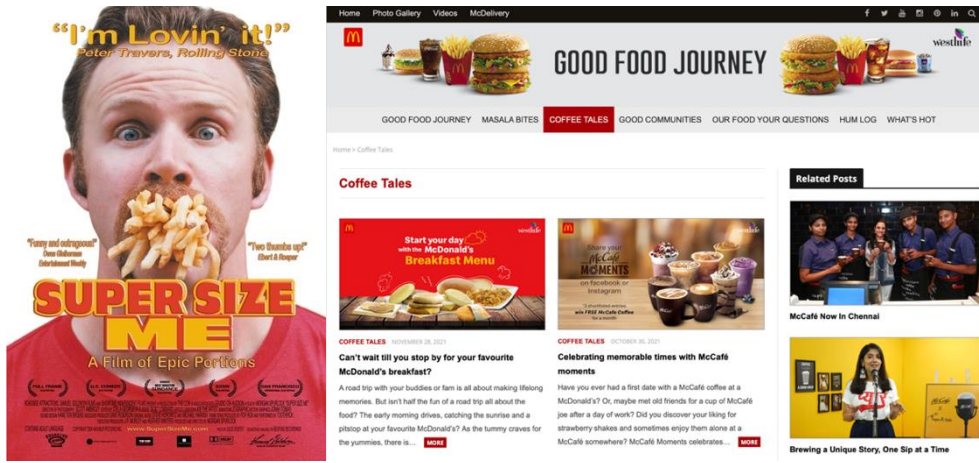 “I'm Lovin’ it!”
Peter Travers, Rolling Stone
“Funny and outrageous!”
Owen Gleiberman
Entertainment Weekly
“Two thumbs up!”
Ebert & Roeper
SUPER SIZE
ME
A Film of Epic Portions
www.SuperSizeMe.com
Home Photo Gallery Videos McDelivery
westlife
GOOD FOOD JOURNEY
GOOD FOOD JOURNEY MASALA BITES COFFEE TALES GOOD COMMUNITIES OUR FOOD YOUR QUESTIONS HUM LOG WHAT'S HOT
Home > Coffee Tales
Coffee Tales
Start your day
with the McDonald's
Breakfast Menu
westlife
COFFEE TALES NOVEMBER 28, 2021
Can't wait till you stop by for your favourite
McDonald's breakfast?
A road trip with your buddies or fam is all about making lifelong
memories. But isn't half the fun of a road trip all about the
food? The early morning drives, catching the sunrise and a
pitstop at your favourite McDonald's? As the tummy craves for
the yummies, there is... MORE
Share your
McCafé
MOMENTS
on facebook or
Instagram
win FREE McCafé Coffee
for a month
westlife
COFFEE TALES OCTOBER 30, 2021
Celebrating memorable times with McCafé
moments
Have you ever had a first date with a McCafé coffee at a
McDonald's? Or, maybe met old friends for a cup of McCafé
joe after a day of work? Did you discover your liking for
strawberry shakes and sometimes enjoy them alone at a
McCafé somewhere? McCafé Moments celebrates... MORE
Related Posts
McCafé Now In Chennai
Brewing a Unique Story, One Sip at a Time